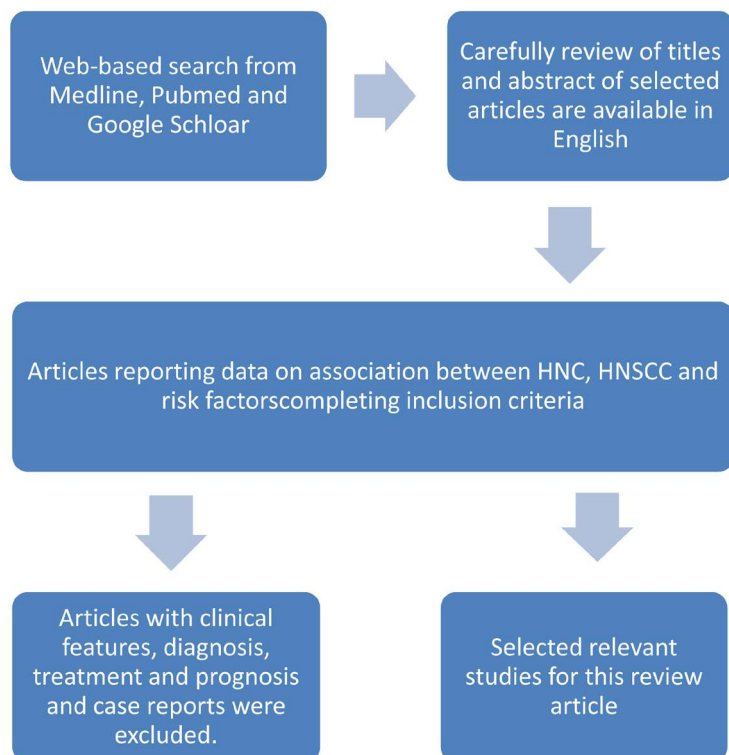 Web-based search from
Medline, Pubmed and
Google Schloar
Carefully review of titles
and abstract of selected
articles are available in
English
Articles reporting data on association between HNC, HNSCC and
risk factorscompleting inclusion criteria
Articles with clinical
features, diagnosis,
treatment and prognosis
and case reports were
excluded.
Selected relevant
studies for this review
article